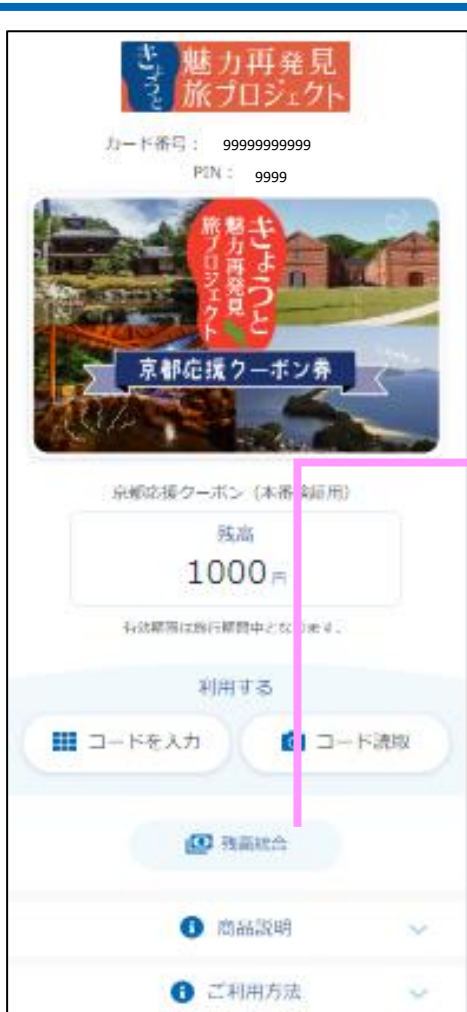 きょうと
魅力再発見
旅プロジェクト
カード番号： 99999999999
PIN： 9999
きょうと
魅力再発見
旅プロジェクト
京都応援クーポン券
京都応援クーポン（本番検証用）
残高
1000円
有効期限は旅行期間中となります。
利用する
コードを入力
コード読取
残高統合
商品説明
ご利用方法